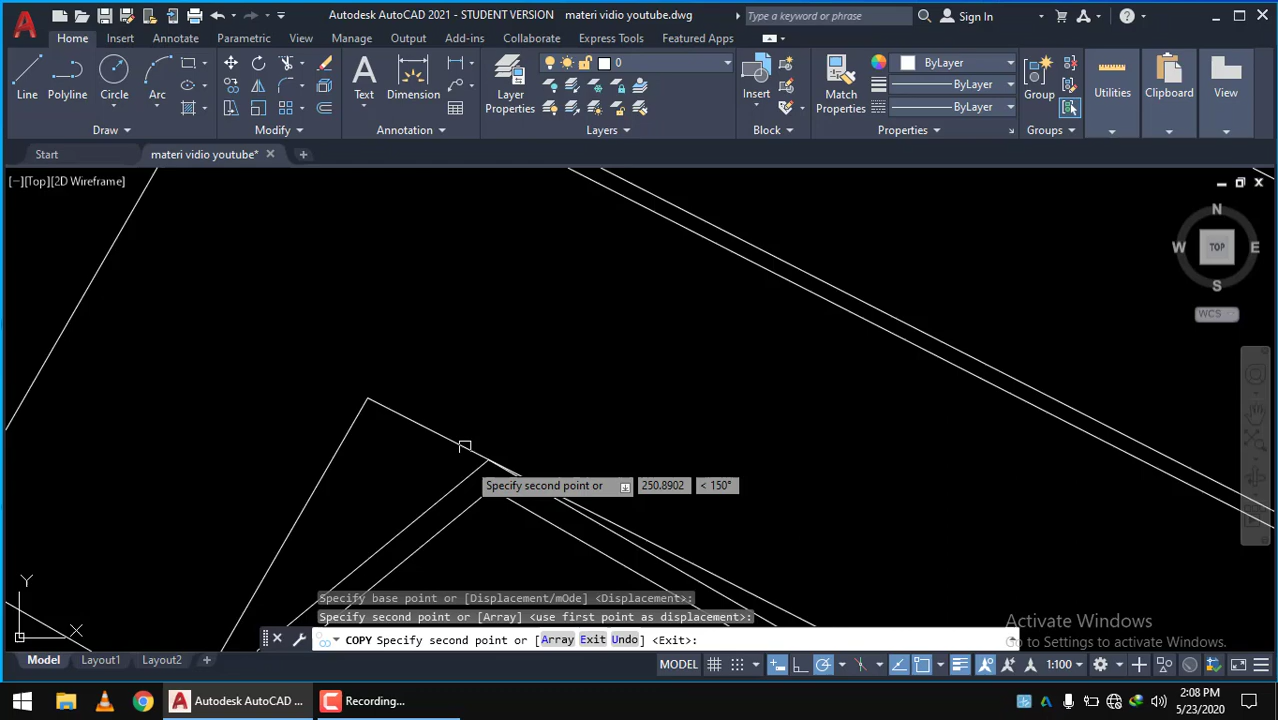 Autodesk AutoCAD 2021 - STUDENT VERSION materi vidio youtube.dwg
Type a keyword or phrase
Sign In
Home Insert Annotate Parametric View Manage Output Add-ins Collaborate Express Tools Featured Apps
Line Polyline Circle Arc
Text Dimension
Layer Properties
0
Insert
Match Properties
ByLayer
ByLayer
ByLayer
Group
Utilities
Clipboard
View
Draw Modify Annotation Layers Block Properties Groups
Start materi vidio youtube*
[−][Top][2D Wireframe]
N
W TOP E
S
WCS
Specify second point or 250.8902 < 150°
Y
X
Specify base point or [Displacement/mOde] <Displacement>:
Specify second point or [Array] <use first point as displacement>:
COPY Specify second point or [Array Exit Undo] <Exit>:
Activate Windows
Go to Settings to activate Windows.
Model Layout1 Layout2
MODEL
1:100
Autodesk AutoCAD ...
Recording...
2:08 PM
5/23/2020